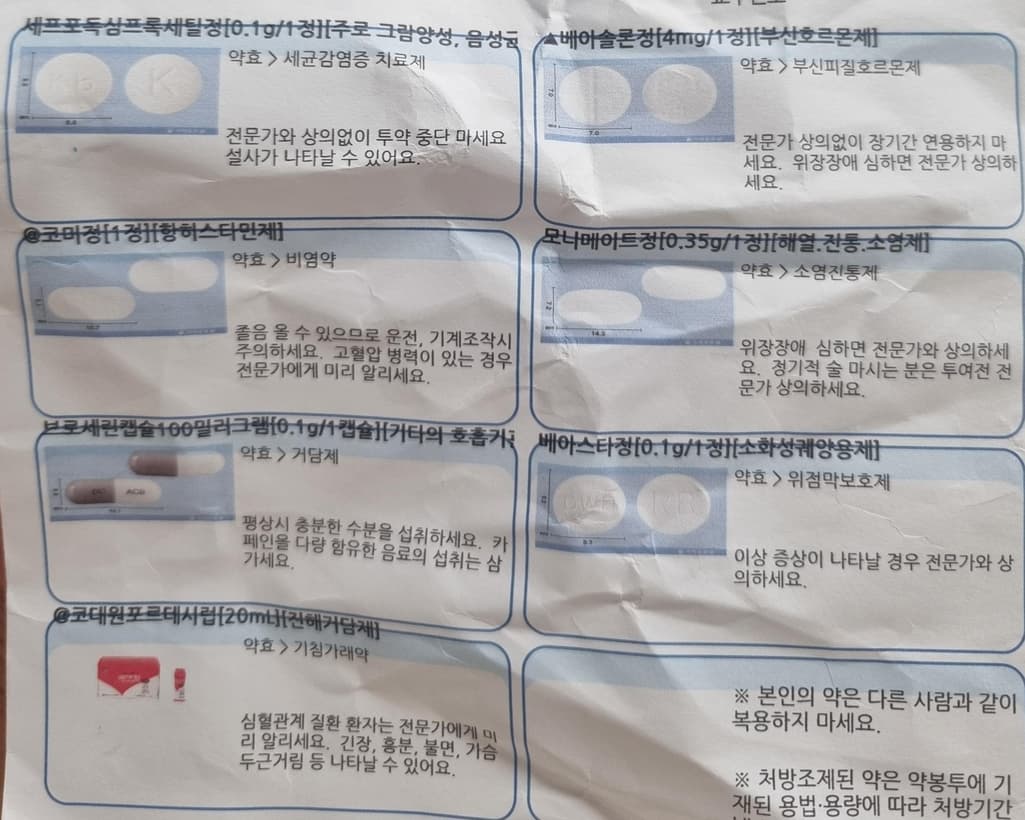 세프포독심프록세틸정[0.1g/1정][주로 그람양성, 음성균
약효 > 세균감염증 치료제
전문가와 상의없이 투약 중단 마세요
설사가 나타날 수 있어요.
▲베아솔론정[4mg/1정][부신호르몬제]
약효 > 부신피질호르몬제
전문가 상의없이 장기간 연용하지 마
세요. 위장장애 심하면 전문가 상의하
세요.
@코미정[1정][항히스타민제]
약효 > 비염약
졸음 올 수 있으므로 운전, 기계조작시
주의하세요. 고혈압 병력이 있는 경우
전문가에게 미리 알리세요.
모니메이트정[0.35g/1정][해열.진통.소염제]
약효 > 소염진통제
위장장애 심하면 전문가와 상의하세
요. 정기적 술 마시는 분은 투여전 전
문가 상의하세요.
브로세린캡슐100밀리그램[0.1g/1캡슐][기타의 호흡기
약효 > 거담제
평상시 충분한 수분을 섭취하세요. 카
페인을 다량 함유한 음료의 섭취는 삼
가세요.
베아스타정[0.1g/1정][소화성궤양용제]
약효 > 위점막보호제
이상 증상이 나타날 경우 전문가와 상
의하세요.
@코대원포르테시럽[20mL][진해거담제]
약효 > 기침가래약
심혈관계 질환 환자는 전문가에게 미
리 알리세요. 긴장, 흥분, 불면, 가슴
두근거림 등 나타날 수 있어요.
※ 본인의 약은 다른 사람과 같이
복용하지 마세요.
※ 처방조제된 약은 약봉투에 기
재된 용법·용량에 따라 처방기간